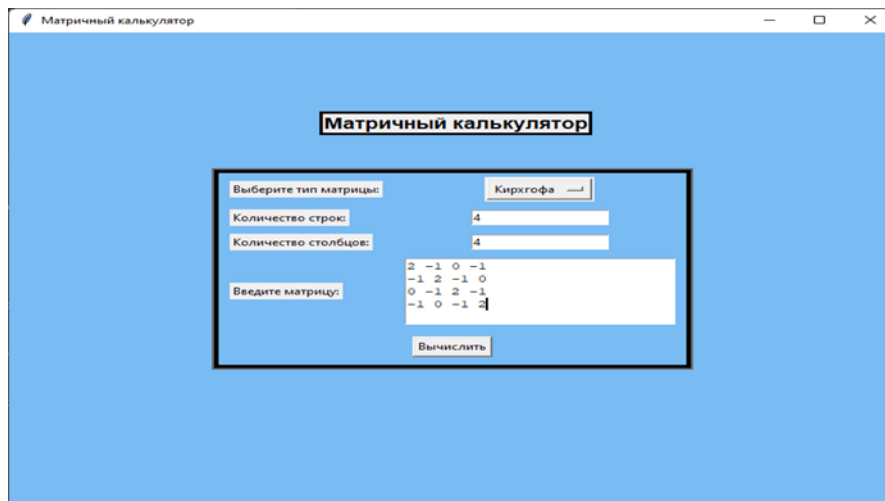 Матричный калькулятор
Матричный калькулятор
Выберите тип матрицы: Кирхгофа
Количество строк: 4
Количество столбцов: 4
Введите матрицу:
2 -1 0 -1
-1 2 -1 0
0 -1 2 -1
-1 0 -1 2
Вычислить